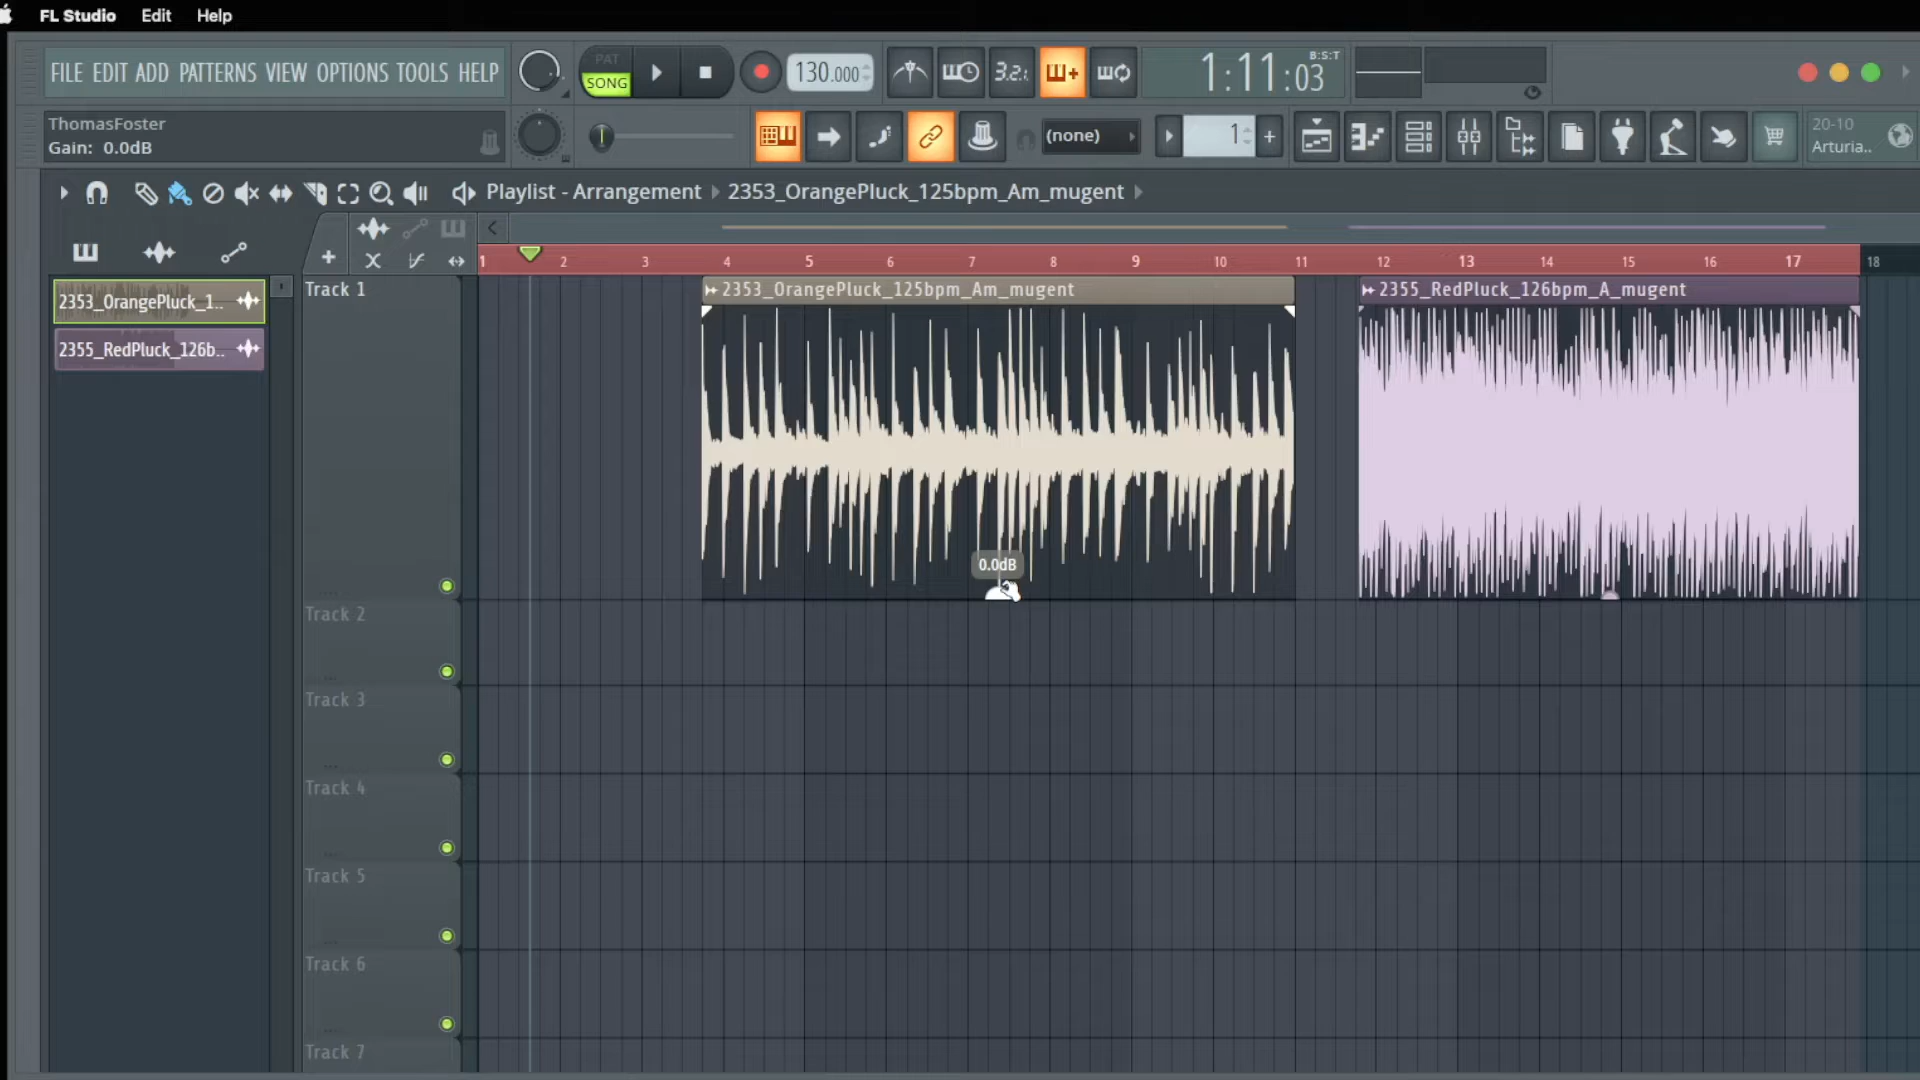 FL Studio Edit Help
FILE EDIT ADD PATTERNS VIEW OPTIONS TOOLS HELP
PAT
SONG
130.000
3.2.
1:11:03
B:S:T
ThomasFoster
Gain: 0.0dB
(none)
1
20-10
Arturia..
Playlist - Arrangement 2353_OrangePluck_125bpm_Am_mugent
1 2 3 4 5 6 7 8 9 10 11 12 13 14 15 16 17 18
2353_OrangePluck_1..
2355_RedPluck_126b..
Track 1
2353_OrangePluck_125bpm_Am_mugent
2355_RedPluck_126bpm_A_mugent
0.0dB
Track 2
Track 3
Track 4
Track 5
Track 6
Track 7